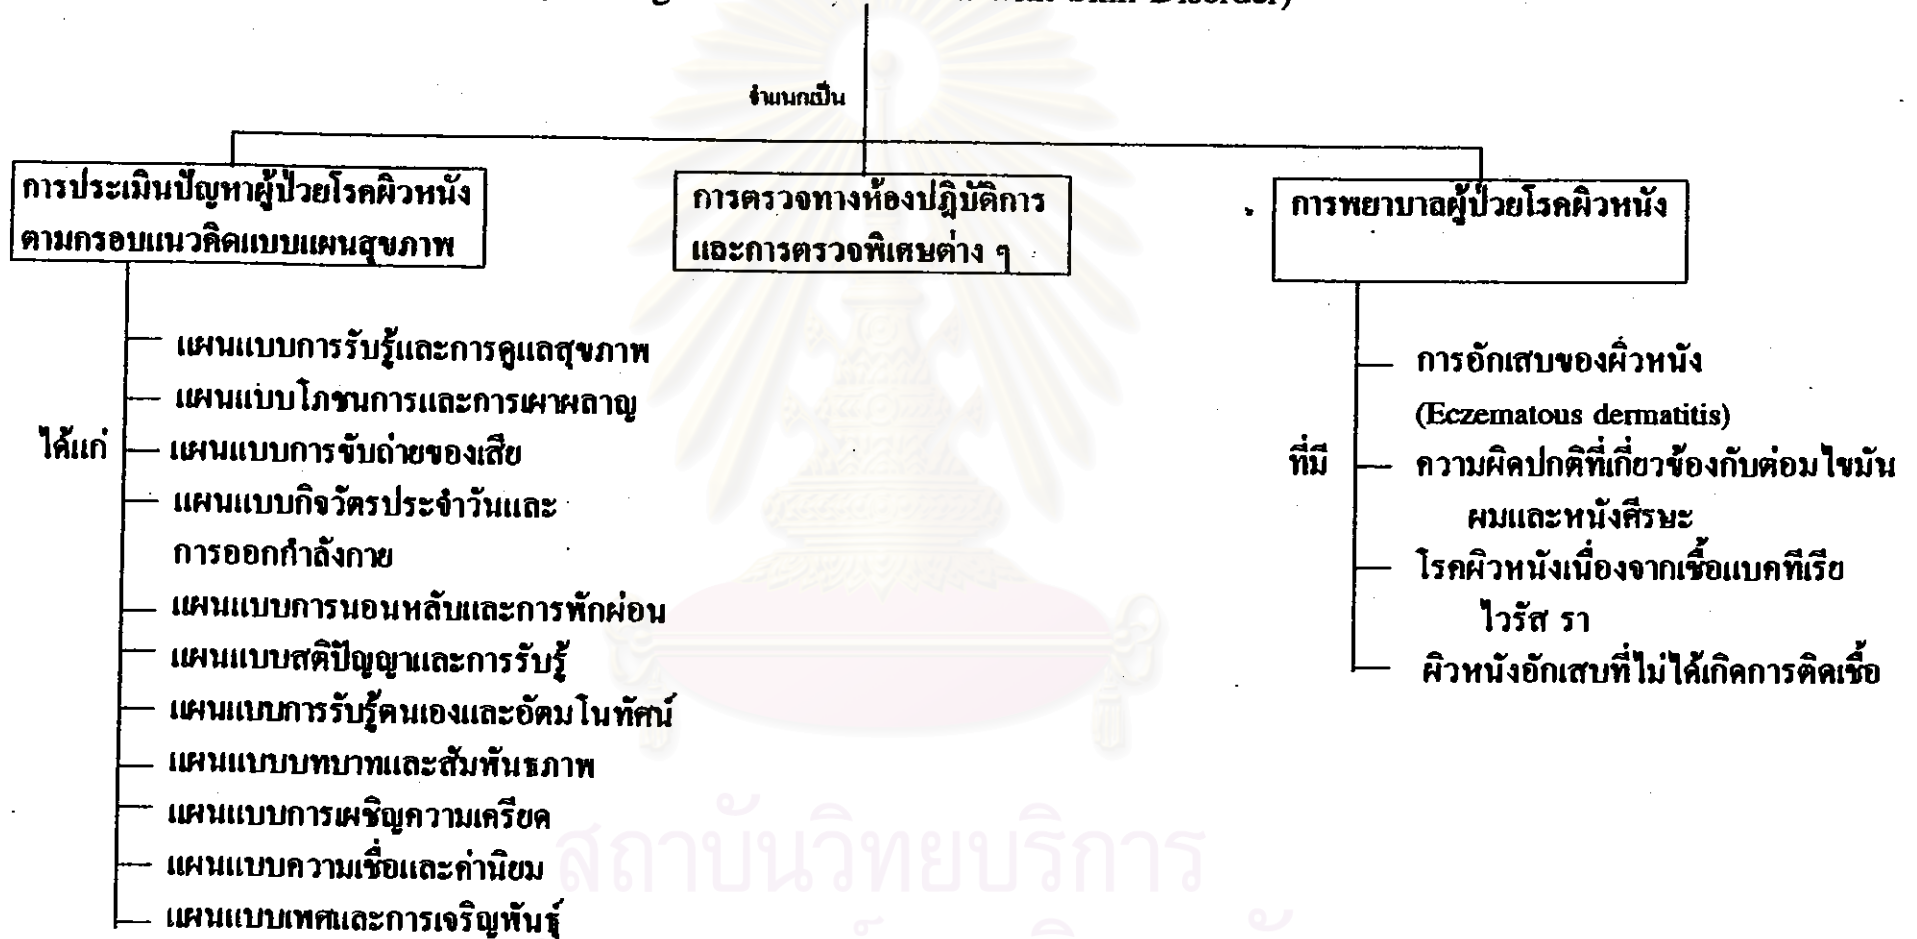 with Skin Disorder)
จำแนกเป็น
การประเมินปัญหาผู้ป่วยโรคผิวหนัง
ตามกรอบแนวคิดแบบแผนสุขภาพ
การตรวจทางห้องปฏิบัติการ
และการตรวจพิเศษต่าง ๆ
การพยาบาลผู้ป่วยโรคผิวหนัง
ได้แก่
แผนแบบการรับรู้และการดูแลสุขภาพ
แผนแบบโภชนการและการเผาผลาญ
แผนแบบการขับถ่ายของเสีย
แผนแบบกิจวัตรประจำวันและ
การออกกำลังกาย
แผนแบบการนอนหลับและการพักผ่อน
แผนแบบสติปัญญาและการรับรู้
แผนแบบการรับรู้ตนเองและอัตมโนทัศน์
แผนแบบบทบาทและสัมพันธภาพ
แผนแบบการเผชิญความเครียด
แผนแบบความเชื่อและค่านิยม
แผนแบบเพศและการเจริญพันธุ์
ที่มี
การอักเสบของผิวหนัง
(Eczematous dermatitis)
ความผิดปกติที่เกี่ยวข้องกับต่อมไขมัน
ผมและหนังศีรษะ
โรคผิวหนังเนื่องจากเชื้อแบคทีเรีย
ไวรัส รา
ผิวหนังอักเสบที่ไม่ได้เกิดการติดเชื้อ
สถาบันวิทยบริการ